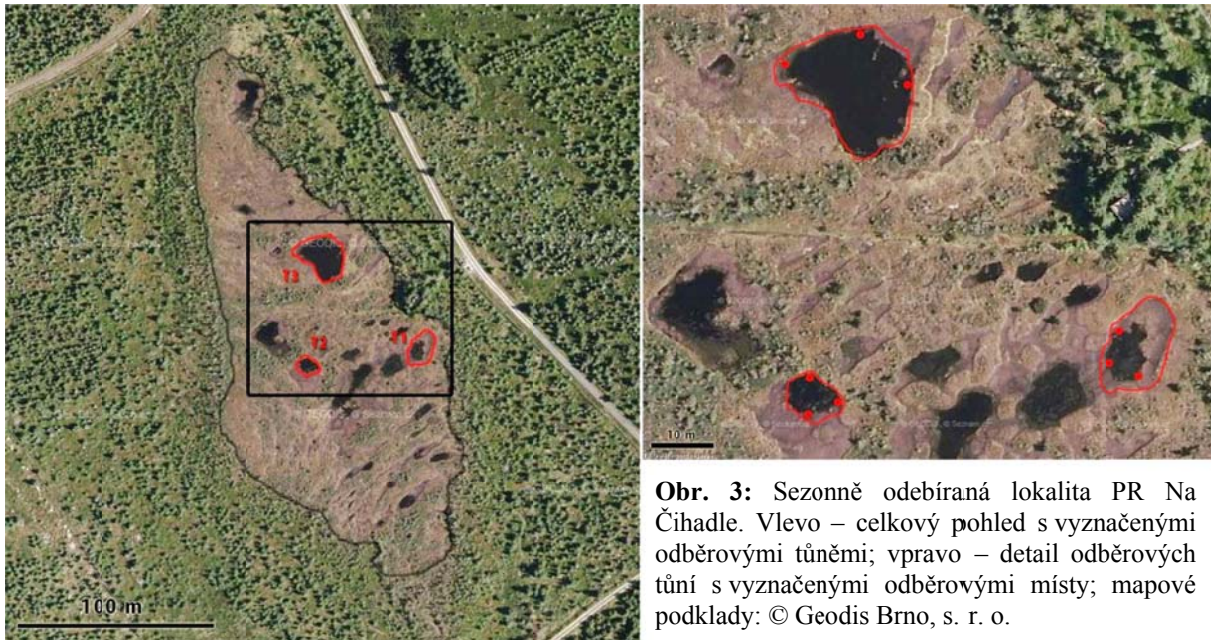 T3
T2
100 m
10 m
Obr. 3: Sezonně odebíraná lokalita PR Na
Čihadle. Vlevo – celkový pohled s vyznačenými
odběrovými tůněmi; vpravo – detail odběrových
tůní s vyznačenými odběrovými místy; mapové
podklady: © Geodis Brno, s. r. o.